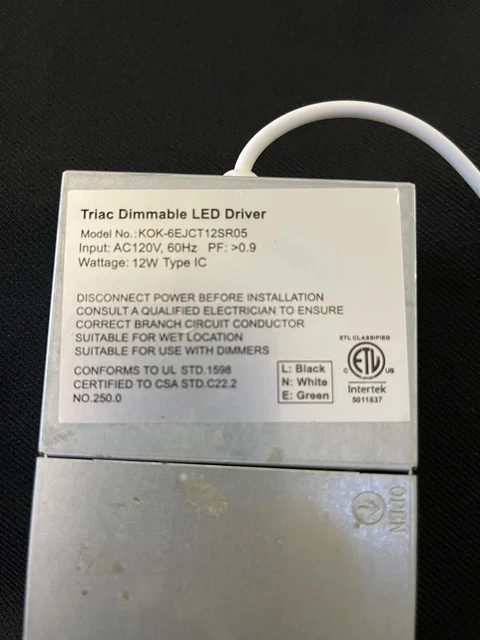 Triac Dimmable LED Driver
Model No.:KOK-6EJCT12SR05
Input: AC120V, 60Hz PF: >0.9
Wattage: 12W Type IC
DISCONNECT POWER BEFORE INSTALLATION
CONSULT A QUALIFIED ELECTRICIAN TO ENSURE
CORRECT BRANCH CIRCUIT CONDUCTOR
SUITABLE FOR WET LOCATION
SUITABLE FOR USE WITH DIMMERS
CONFORMS TO UL STD.1598
CERTIFIED TO CSA STD.C22.2
NO.250.0
L: Black
N: White
E: Green
ETL CLASSIFIED
C ETL US
Intertek
5011637
OPEN